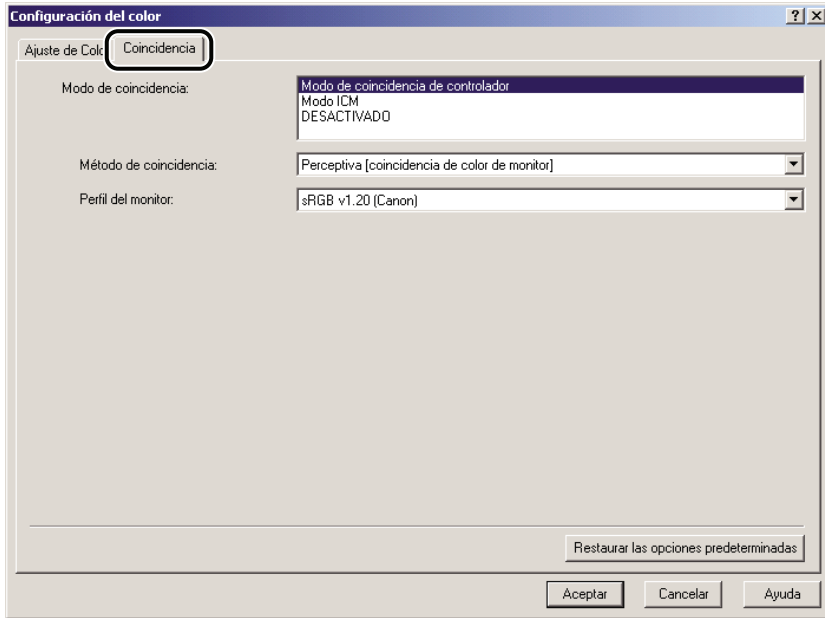 Configuración del color
Ajuste de Colo Coincidencia
Modo de coincidencia:
Modo de coincidencia de controlador
Modo ICM
DESACTIVADO
Método de coincidencia:
Perceptiva [coincidencia de color de monitor]
Perfil del monitor:
sRGB v1.20 (Canon)
Restaurar las opciones predeterminadas
Aceptar Cancelar Ayuda